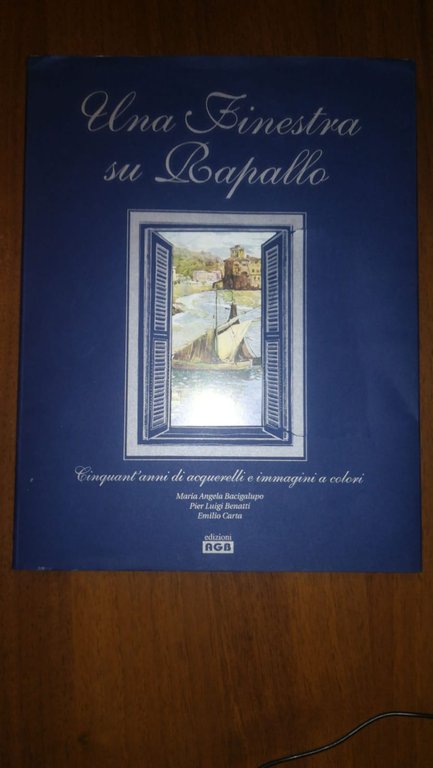 Una Finestra
su Rapallo
Cinquant'anni di acquerelli e immagini a colori
Maria Angela Bacigalupo
Pier Luigi Benatti
Emilio Carta
edizioni
AGB